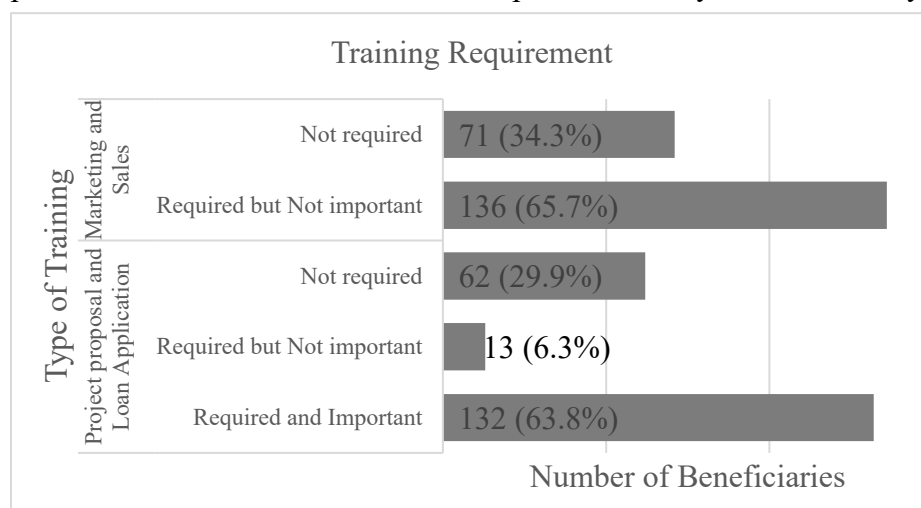 Training Requirement
Type of Training
Marketing and
Sales
Not required
71 (34.3%)
Required but Not important
136 (65.7%)
Project proposal and
Loan Application
Not required
62 (29.9%)
Required but Not important
13 (6.3%)
Required and Important
132 (63.8%)
Number of Beneficiaries